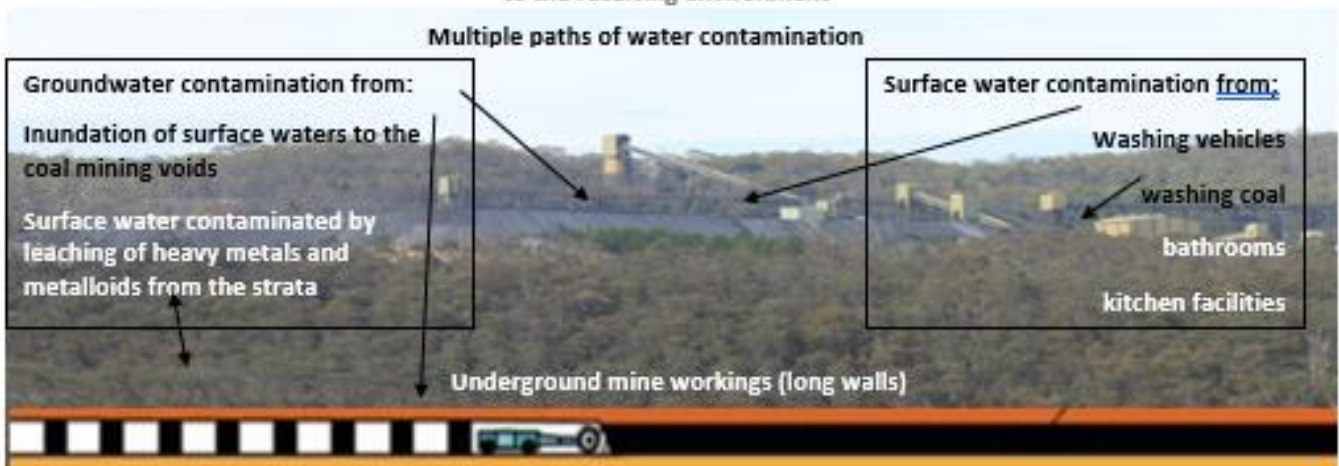 Multiple paths of water contamination
Groundwater contamination from:
Inundation of surface waters to the
coal mining voids
Surface water contaminated by
leaching of heavy metals and
metalloids from the strata
Surface water contamination from;
Washing vehicles
washing coal
bathrooms
kitchen facilities
Underground mine workings (long walls)